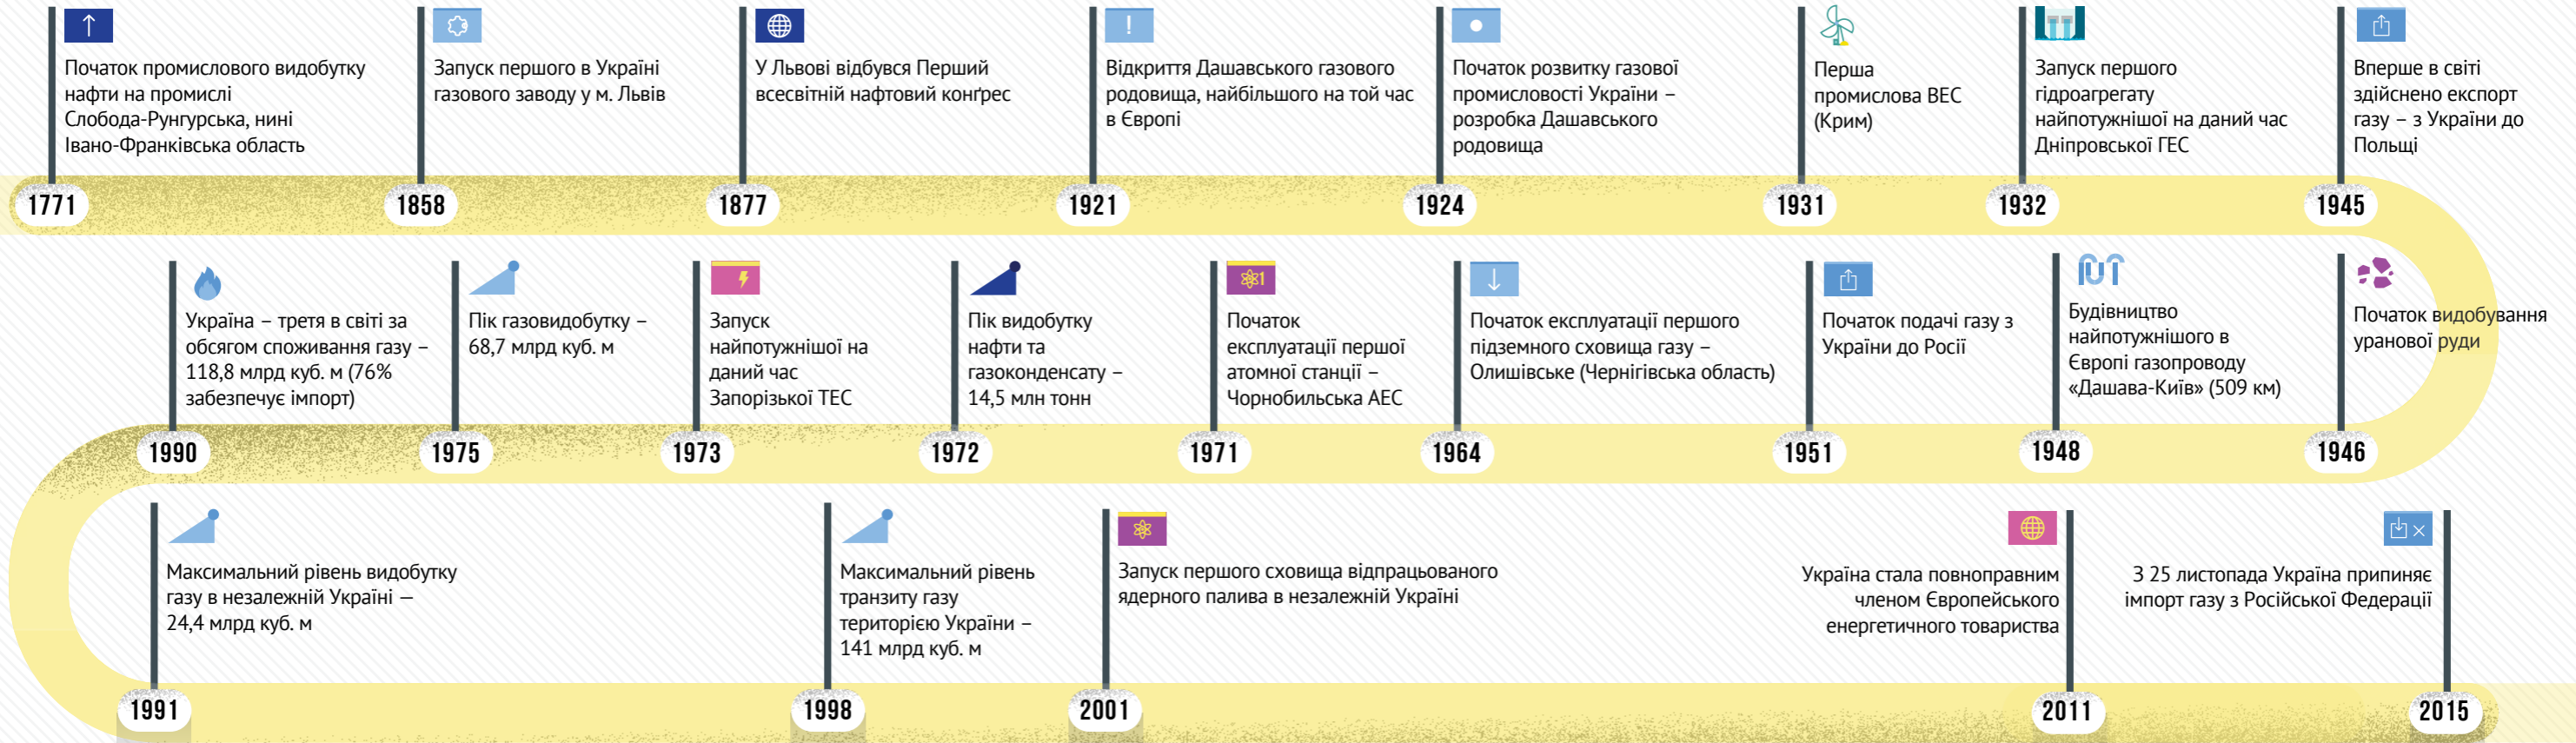 Початок промислового видобутку
нафти на промислі
Слобода-Рунгурська, нині
Івано-Франківська область
1771
Запуск першого в Україні
газового заводу у м. Львів
1858
У Львові відбувся Перший
всесвітній нафтовий конґрес
1877
!
Відкриття Дашавського газового
родовища, найбільшого на той час
в Європі
1921
Початок розвитку газової
промисловості України –
розробка Дашавського
родовища
1924
Перша
промислова ВЕС
(Крим)
1931
Запуск першого
гідроагрегату
найпотужнішої на даний час
Дніпровської ГЕС
1932
Вперше в світі
здійснено експорт
газу – з України до
Польщі
1945
Початок видобування
уранової руди
1946
Будівництво
найпотужнішого в
Європі газопроводу
«Дашава-Київ» (509 км)
1948
Початок подачі газу з
України до Росії
1951
Початок експлуатації першого
підземного сховища газу –
Олишівське (Чернігівська область)
1964
1
Початок
експлуатації першої
атомної станції –
Чорнобильська АЕС
1971
Пік видобутку
нафти та
газоконденсату –
14,5 млн тонн
1972
Запуск
найпотужнішої на
даний час
Запорізької ТЕС
1973
Пік газовидобутку –
68,7 млрд куб. м
1975
Україна – третя в світі за
обсягом споживання газу –
118,8 млрд куб. м (76%
забезпечує імпорт)
1990
Максимальний рівень видобутку
газу в незалежній Україні —
24,4 млрд куб. м
1991
Максимальний рівень
транзиту газу
територією України –
141 млрд куб. м
1998
Запуск першого сховища відпрацьованого
ядерного палива в незалежній Україні
2001
Україна стала повноправним
членом Європейського
енергетичного товариства
2011
З 25 листопада Україна припиняє
імпорт газу з Російської Федерації
2015